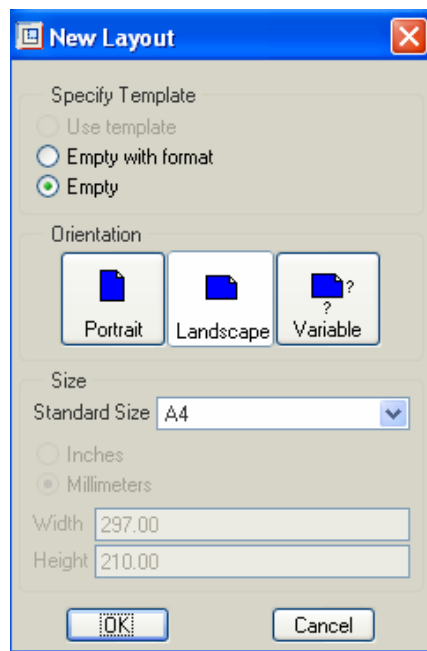 New Layout
Specify Template
Use template
Empty with format
Empty
Orientation
Portrait Landscape Variable
? ?
Size
Standard Size A4
Inches
Millimeters
Width 297.00
Height 210.00
OK Cancel